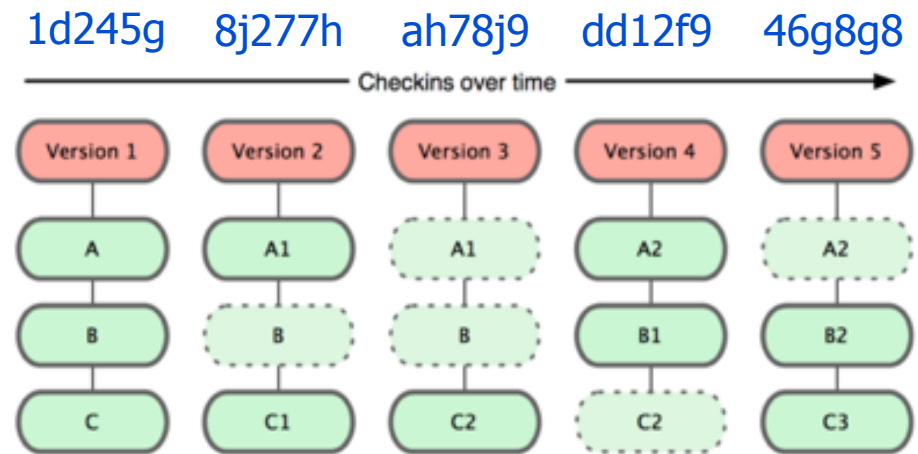 1d245g 8j277h ah78j9 dd12f9 46g8g8
Checkins over time
Version 1 Version 2 Version 3 Version 4 Version 5
A A1 A1 A2 A2
B B B B1 B2
C C1 C2 C2 C3